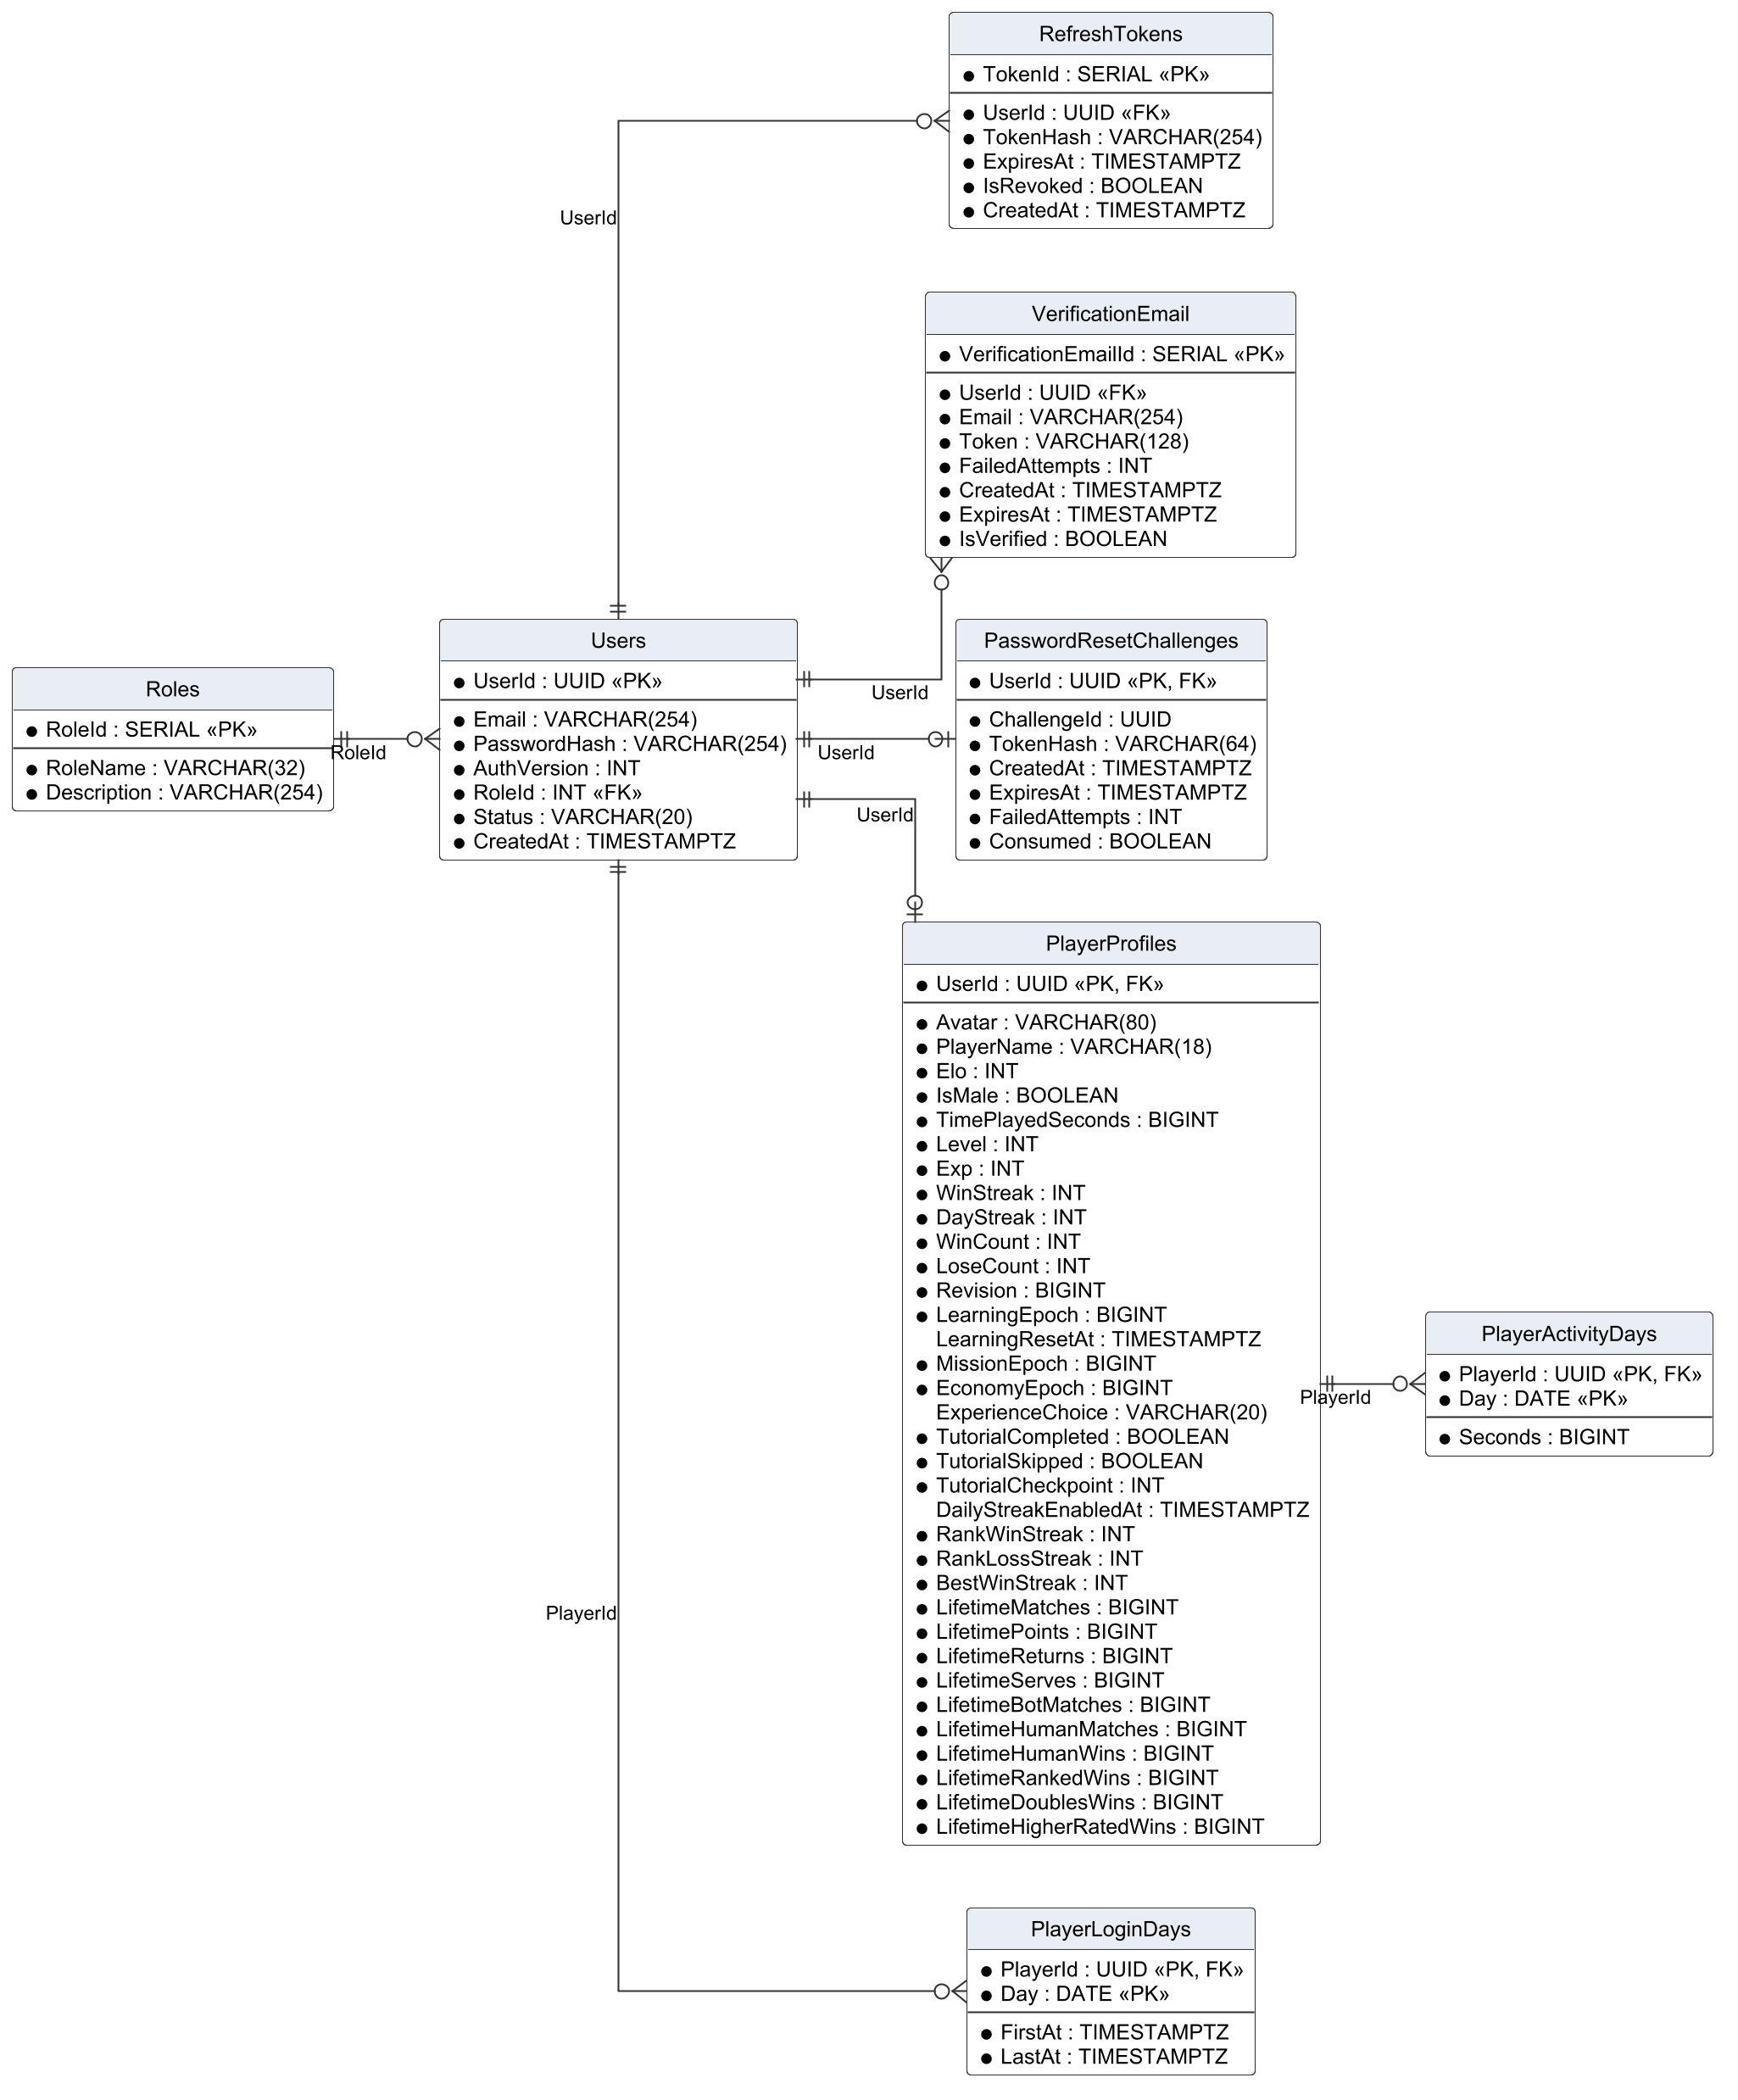 RefreshTokens
TokenId : SERIAL «PK»
UserId : UUID «FK»
TokenHash : VARCHAR(254)
ExpiresAt : TIMESTAMPTZ
IsRevoked : BOOLEAN
CreatedAt : TIMESTAMPTZ
UserId
VerificationEmail
VerificationEmailId : SERIAL «PK»
UserId : UUID «FK»
Email : VARCHAR(254)
Token : VARCHAR(128)
FailedAttempts : INT
CreatedAt : TIMESTAMPTZ
ExpiresAt : TIMESTAMPTZ
IsVerified : BOOLEAN
Roles
RoleId : SERIAL «PK»
RoleName : VARCHAR(32)
Description : VARCHAR(254)
RoleId
Users
UserId : UUID «PK»
Email : VARCHAR(254)
PasswordHash : VARCHAR(254)
AuthVersion : INT
RoleId : INT «FK»
Status : VARCHAR(20)
CreatedAt : TIMESTAMPTZ
UserId
UserId
UserId
PasswordResetChallenges
UserId : UUID «PK, FK»
ChallengeId : UUID
TokenHash : VARCHAR(64)
CreatedAt : TIMESTAMPTZ
ExpiresAt : TIMESTAMPTZ
FailedAttempts : INT
Consumed : BOOLEAN
PlayerProfiles
UserId : UUID «PK, FK»
Avatar : VARCHAR(80)
PlayerName : VARCHAR(18)
Elo : INT
IsMale : BOOLEAN
TimePlayedSeconds : BIGINT
Level : INT
Exp : INT
WinStreak : INT
DayStreak : INT
WinCount : INT
LoseCount : INT
Revision : BIGINT
LearningEpoch : BIGINT
LearningResetAt : TIMESTAMPTZ
MissionEpoch : BIGINT
EconomyEpoch : BIGINT
ExperienceChoice : VARCHAR(20)
TutorialCompleted : BOOLEAN
TutorialSkipped : BOOLEAN
TutorialCheckpoint : INT
DailyStreakEnabledAt : TIMESTAMPTZ
RankWinStreak : INT
RankLossStreak : INT
BestWinStreak : INT
LifetimeMatches : BIGINT
LifetimePoints : BIGINT
LifetimeReturns : BIGINT
LifetimeServes : BIGINT
LifetimeBotMatches : BIGINT
LifetimeHumanMatches : BIGINT
LifetimeHumanWins : BIGINT
LifetimeRankedWins : BIGINT
LifetimeDoublesWins : BIGINT
LifetimeHigherRatedWins : BIGINT
PlayerId
PlayerActivityDays
PlayerId : UUID «PK, FK»
Day : DATE «PK»
Seconds : BIGINT
PlayerId
PlayerLoginDays
PlayerId : UUID «PK, FK»
Day : DATE «PK»
FirstAt : TIMESTAMPTZ
LastAt : TIMESTAMPTZ